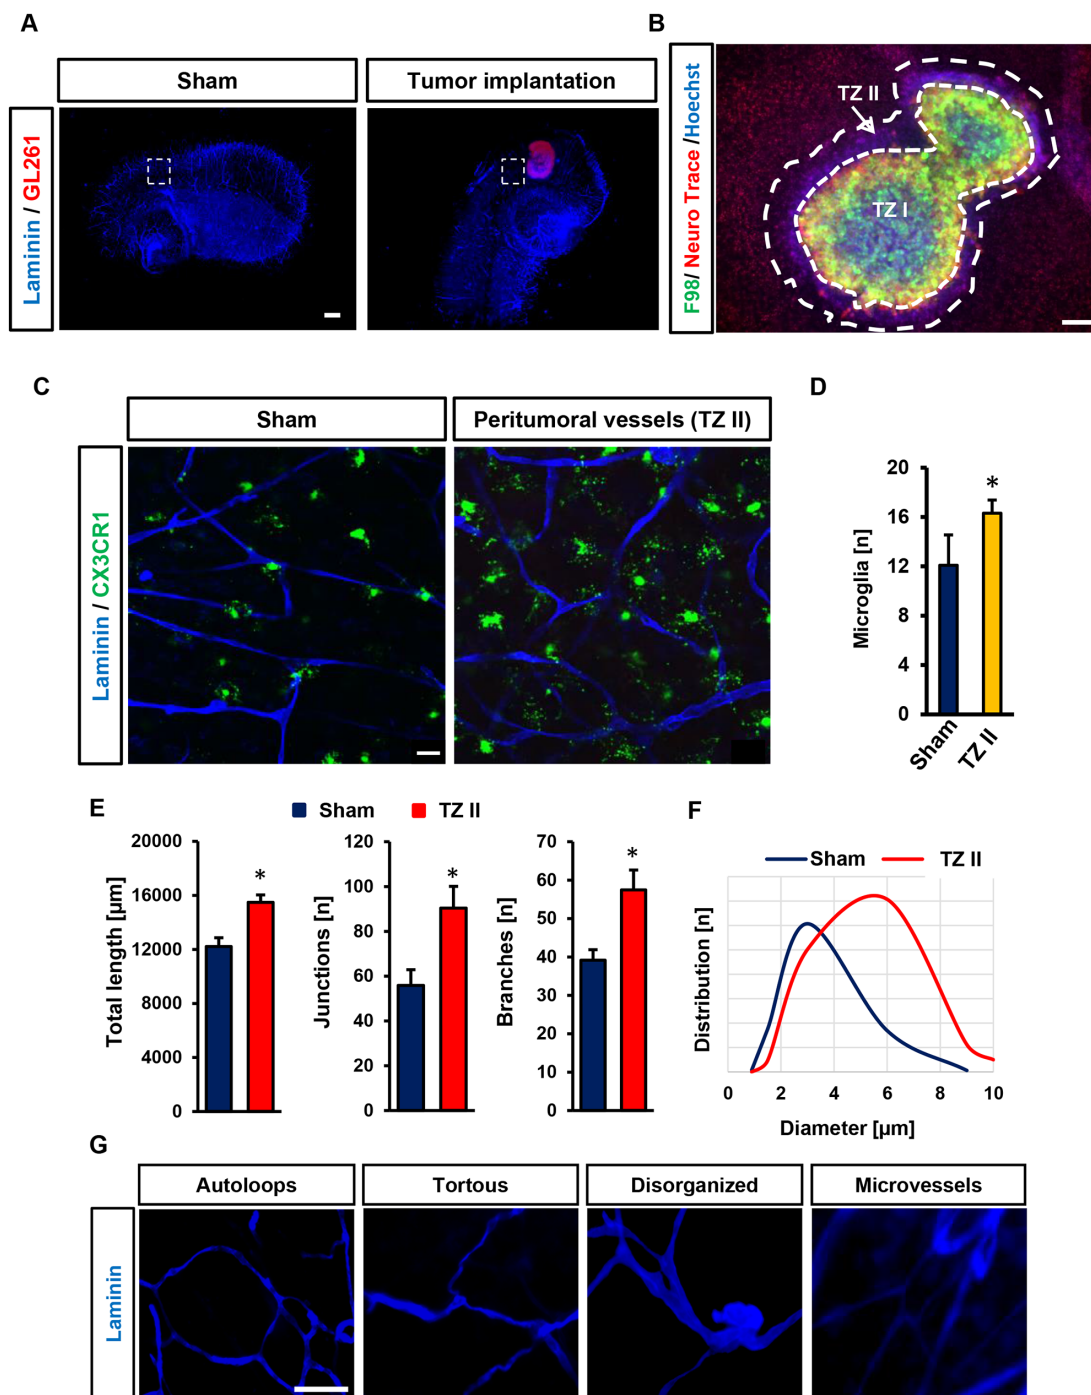 A
Sham
Tumor implantation
Laminin / GL261
B
F98/ Neuro Trace /Hoechst
TZ II
TZ I
C
Sham
Peritumoral vessels (TZ II)
Laminin / CX3CR1
D
Microglia [n]
20
16
12
8
4
0
*
Sham
TZ II
E
Sham
TZ II
Total length [µm]
20000
16000
12000
8000
4000
0
*
Junctions [n]
120
100
80
60
40
20
0
*
Branches [n]
70
60
50
40
30
20
10
0
*
F
Sham
TZ II
Distribution [n]
0
2
4
6
8
10
Diameter [µm]
G
Autoloops
Tortous
Disorganized
Microvessels
Laminin